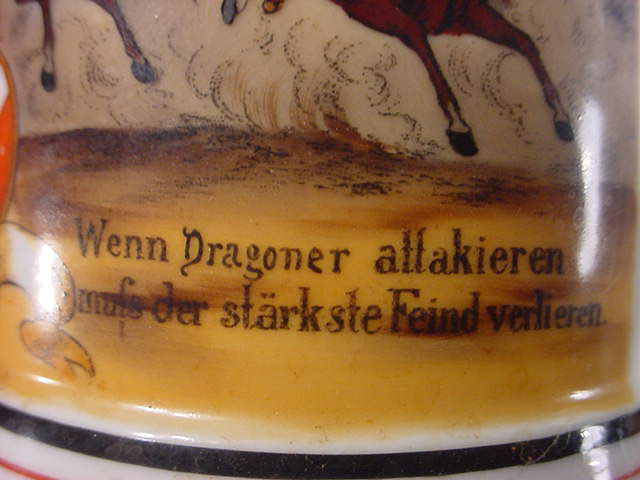 Wenn Dragoner attakieren
muſs der stärkste Feind verlieren.